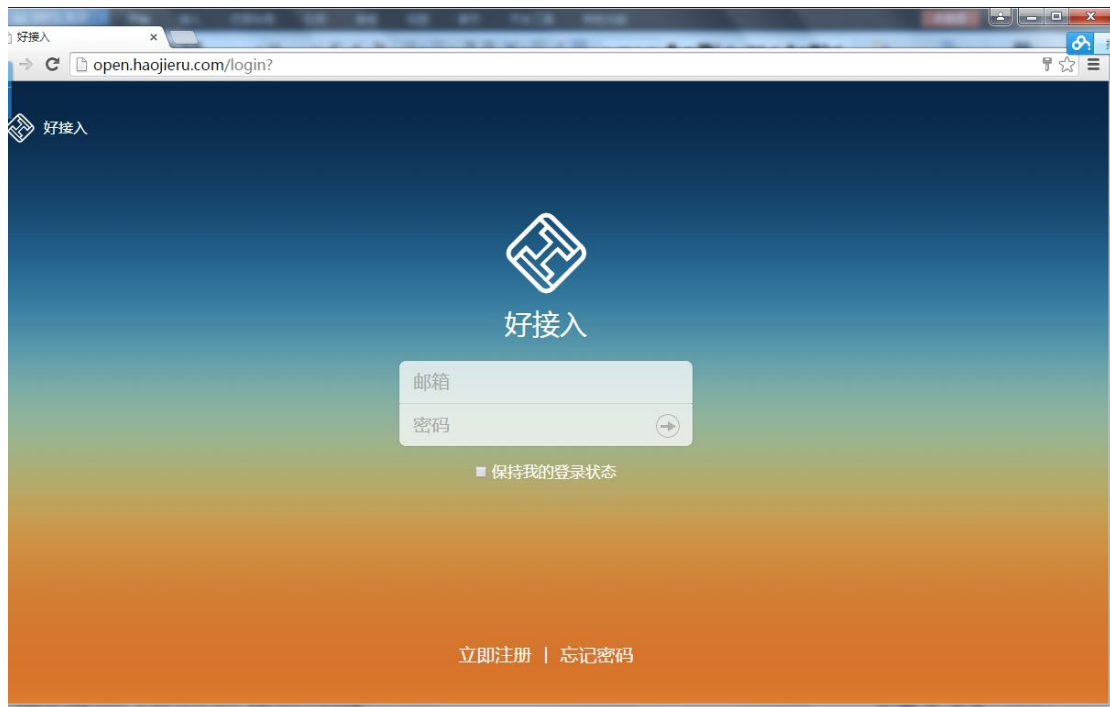 好接入
open.haojieru.com/login?
好接入
好接入
邮箱
密码
保持我的登录状态
立即注册 | 忘记密码